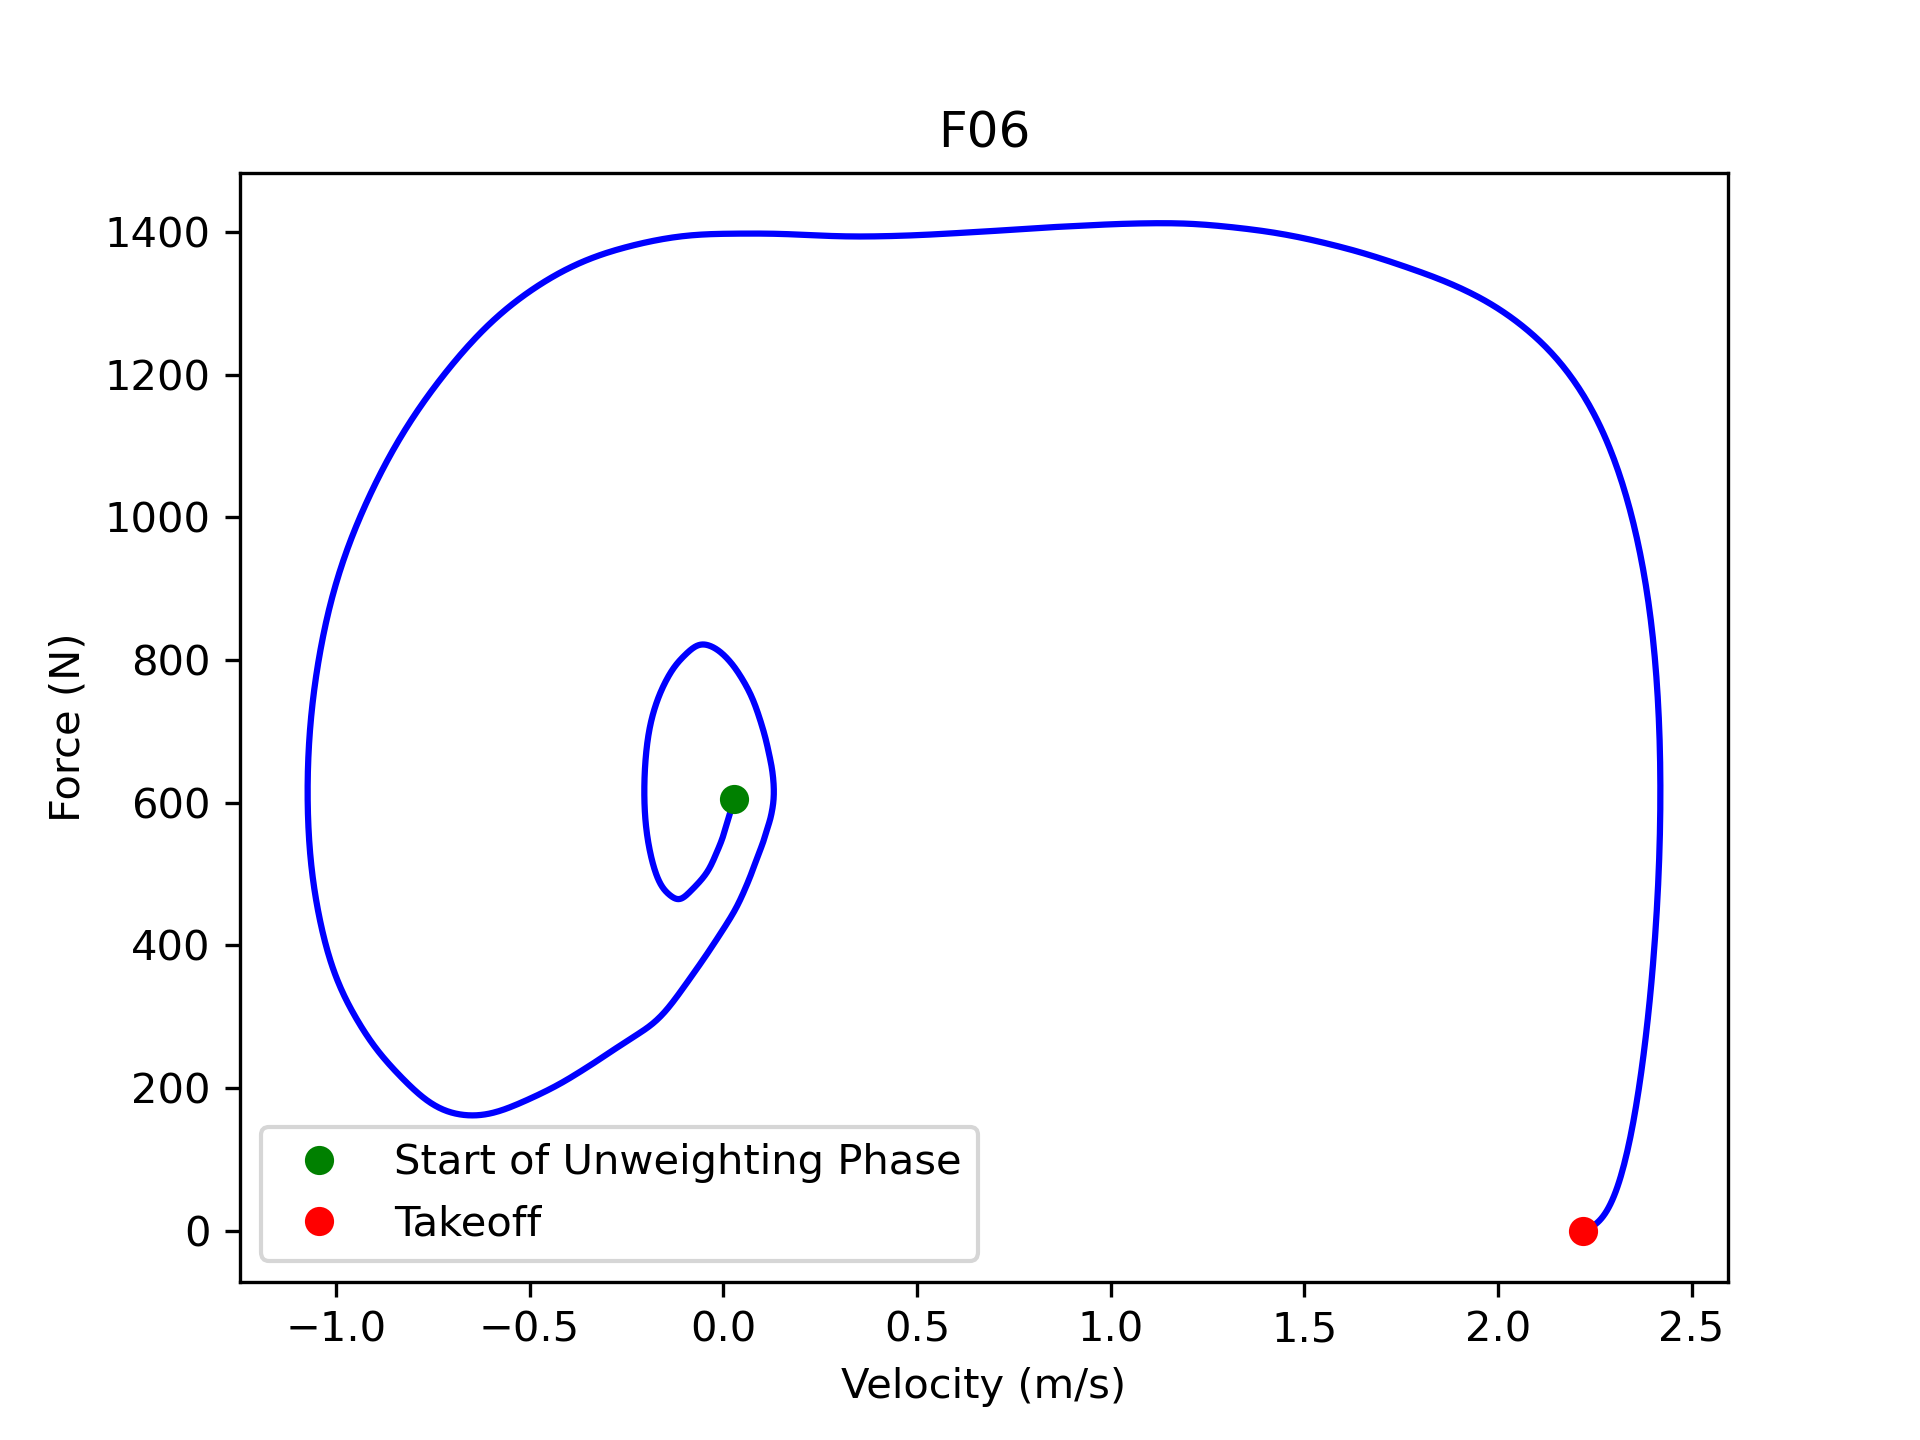 F06
1400
1200
1000
800
600
400
200
0
Force (N)
Start of Unweighting Phase
Takeoff
−1.0 −0.5 0.0 0.5 1.0 1.5 2.0 2.5
Velocity (m/s)